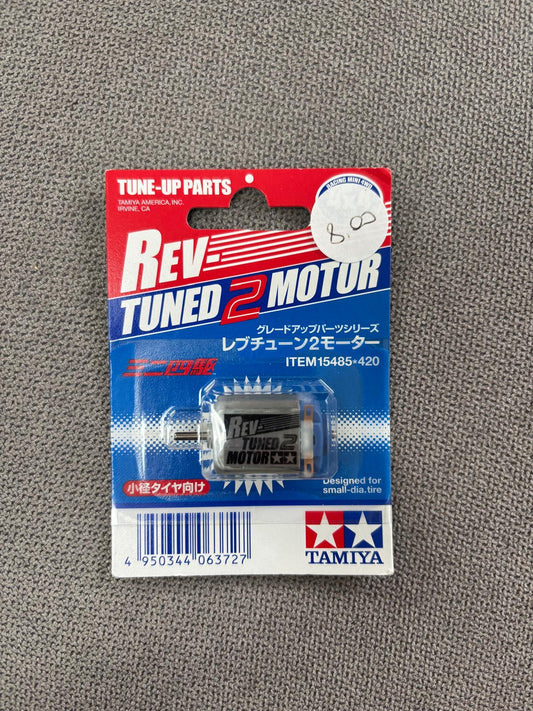 TUNE-UP PARTS
TAMIYA AMERICA, INC.
IRVINE, CA
RACING MINI 4WD
8.00
REV-
TUNED 2 MOTOR
グレードアップパーツシリーズ
レブチューン2モーター
ITEM 15485★420
ミニ四駆
REV-
TUNED 2
MOTOR
小径タイヤ向け
Designed for
small-dia.tire
4 950344 063727
TAMIYA